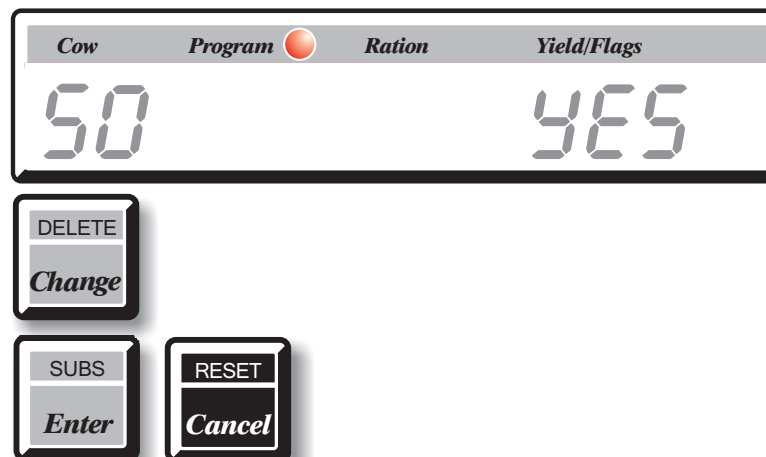 Cow Program Ration Yield/Flags
50 YES
DELETE
Change
SUBS RESET
Enter Cancel